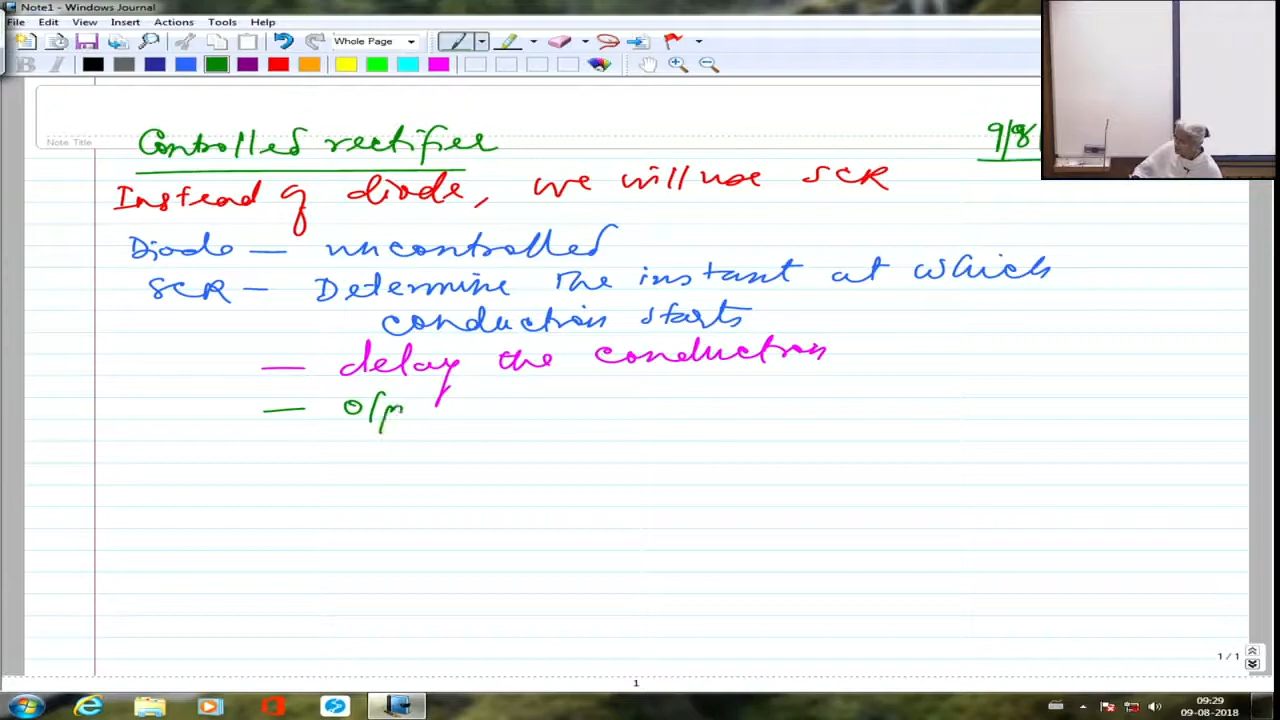 Note1 - Windows Journal
File Edit View Insert Actions Tools Help
Whole Page
Note Title
Controlled rectifier
9/8/
Instead of diode, we will use SCR
Diode — uncontrolled
SCR — Determine the instant at which
conduction starts
— delay the conduction
— o/p
1/1
1
09:29
09-08-2018